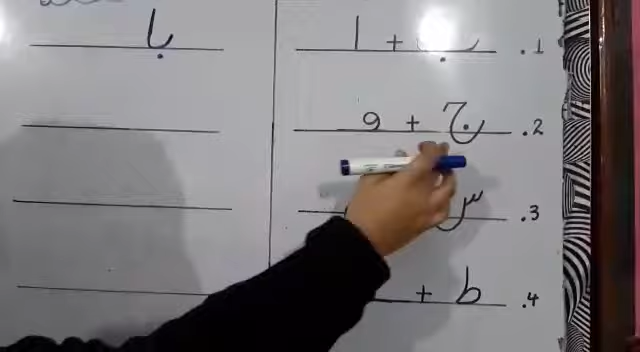 1. ب + ا با
2. ج + و
3. س
4. ط +